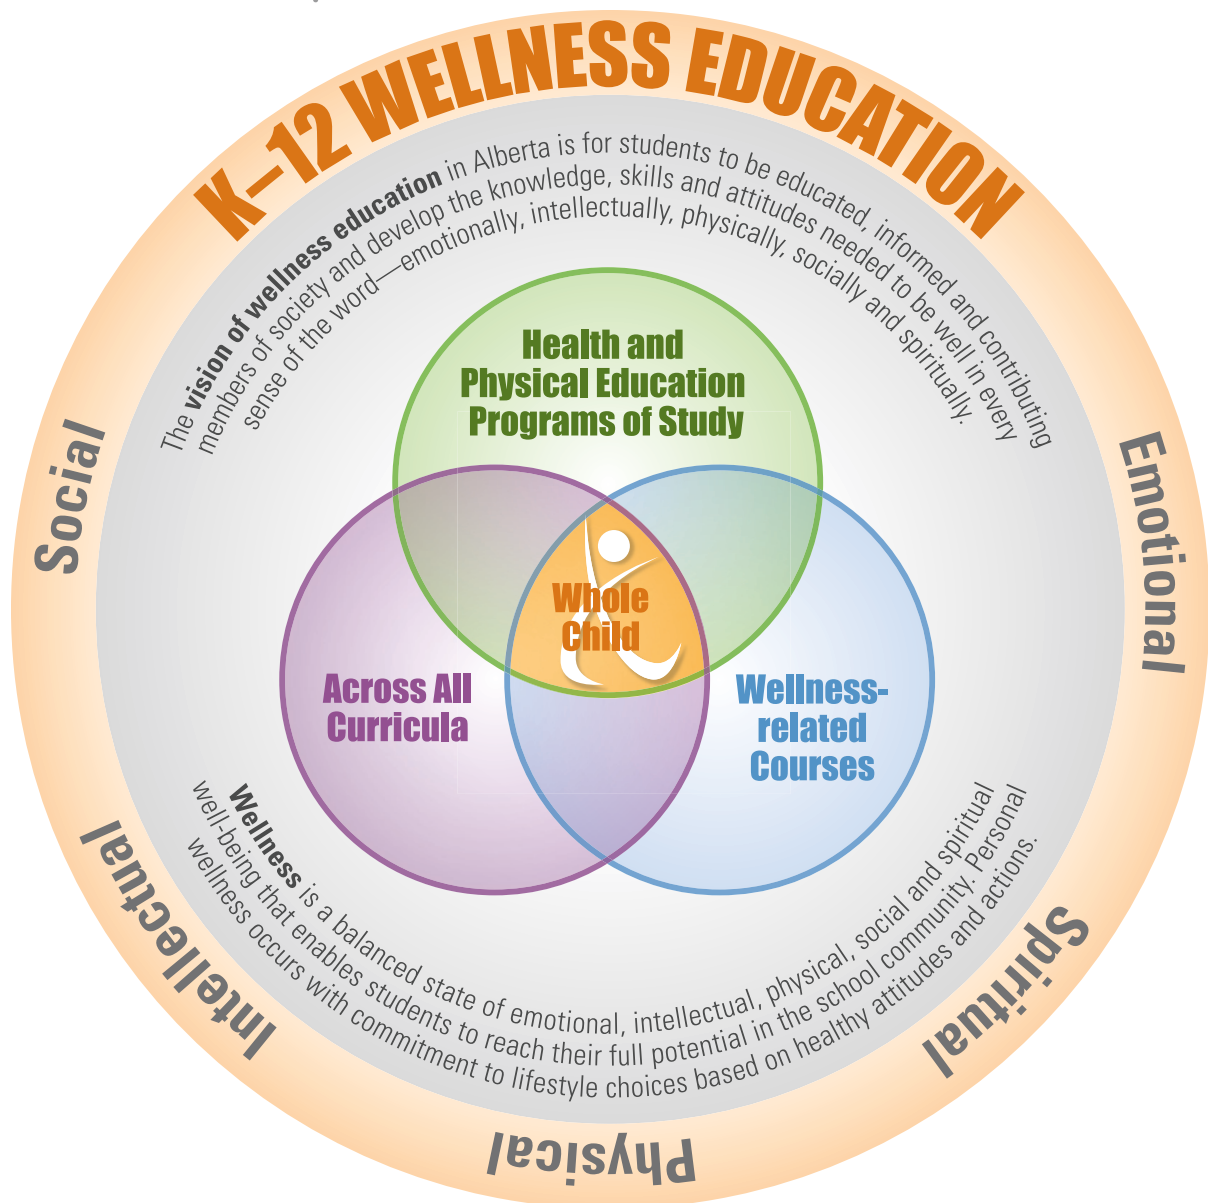 K–12 WELLNESS EDUCATION
The vision of wellness education in Alberta is for students to be educated, informed and contributing
members of society and develop the knowledge, skills and attitudes needed to be well in every
sense of the word—emotionally, intellectually, physically, socially and spiritually.
Health and
Physical Education
Programs of Study
Social
Emotional
Whole
Child
Across All
Curricula
Wellness-
related
Courses
Wellness is a balanced state of emotional, intellectual, physical, social and spiritual
well-being that enables students to reach their full potential in the school community. Personal
wellness occurs with commitment to lifestyle choices based on healthy attitudes and actions.
Intellectual
Spiritual
Physical